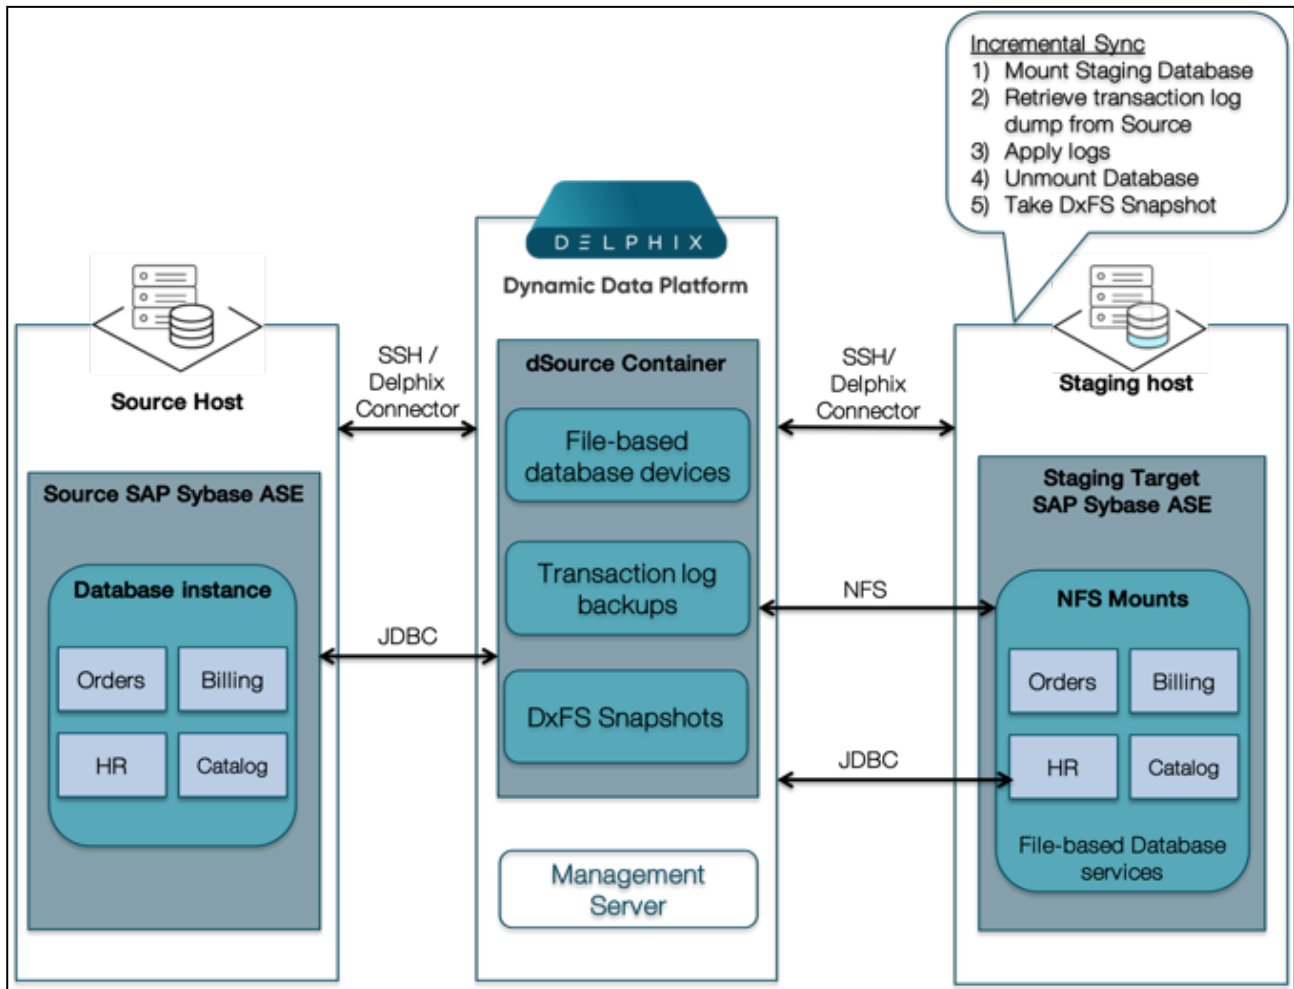 Incremental Sync
1) Mount Staging Database
2) Retrieve transaction log
dump from Source
3) Apply logs
4) Unmount Database
5) Take DxFS Snapshot
DELPHIX
Dynamic Data Platform
Source Host
SSH /
Delphix
Connector
dSource Container
SSH/
Delphix
Connector
Staging host
File-based
database devices
Source SAP Sybase ASE
Staging Target
SAP Sybase ASE
Database instance
Transaction log
backups
NFS
NFS Mounts
JDBC
Orders
Billing
DxFS Snapshots
Orders
Billing
HR
Catalog
JDBC
HR
Catalog
File-based Database
services
Management
Server